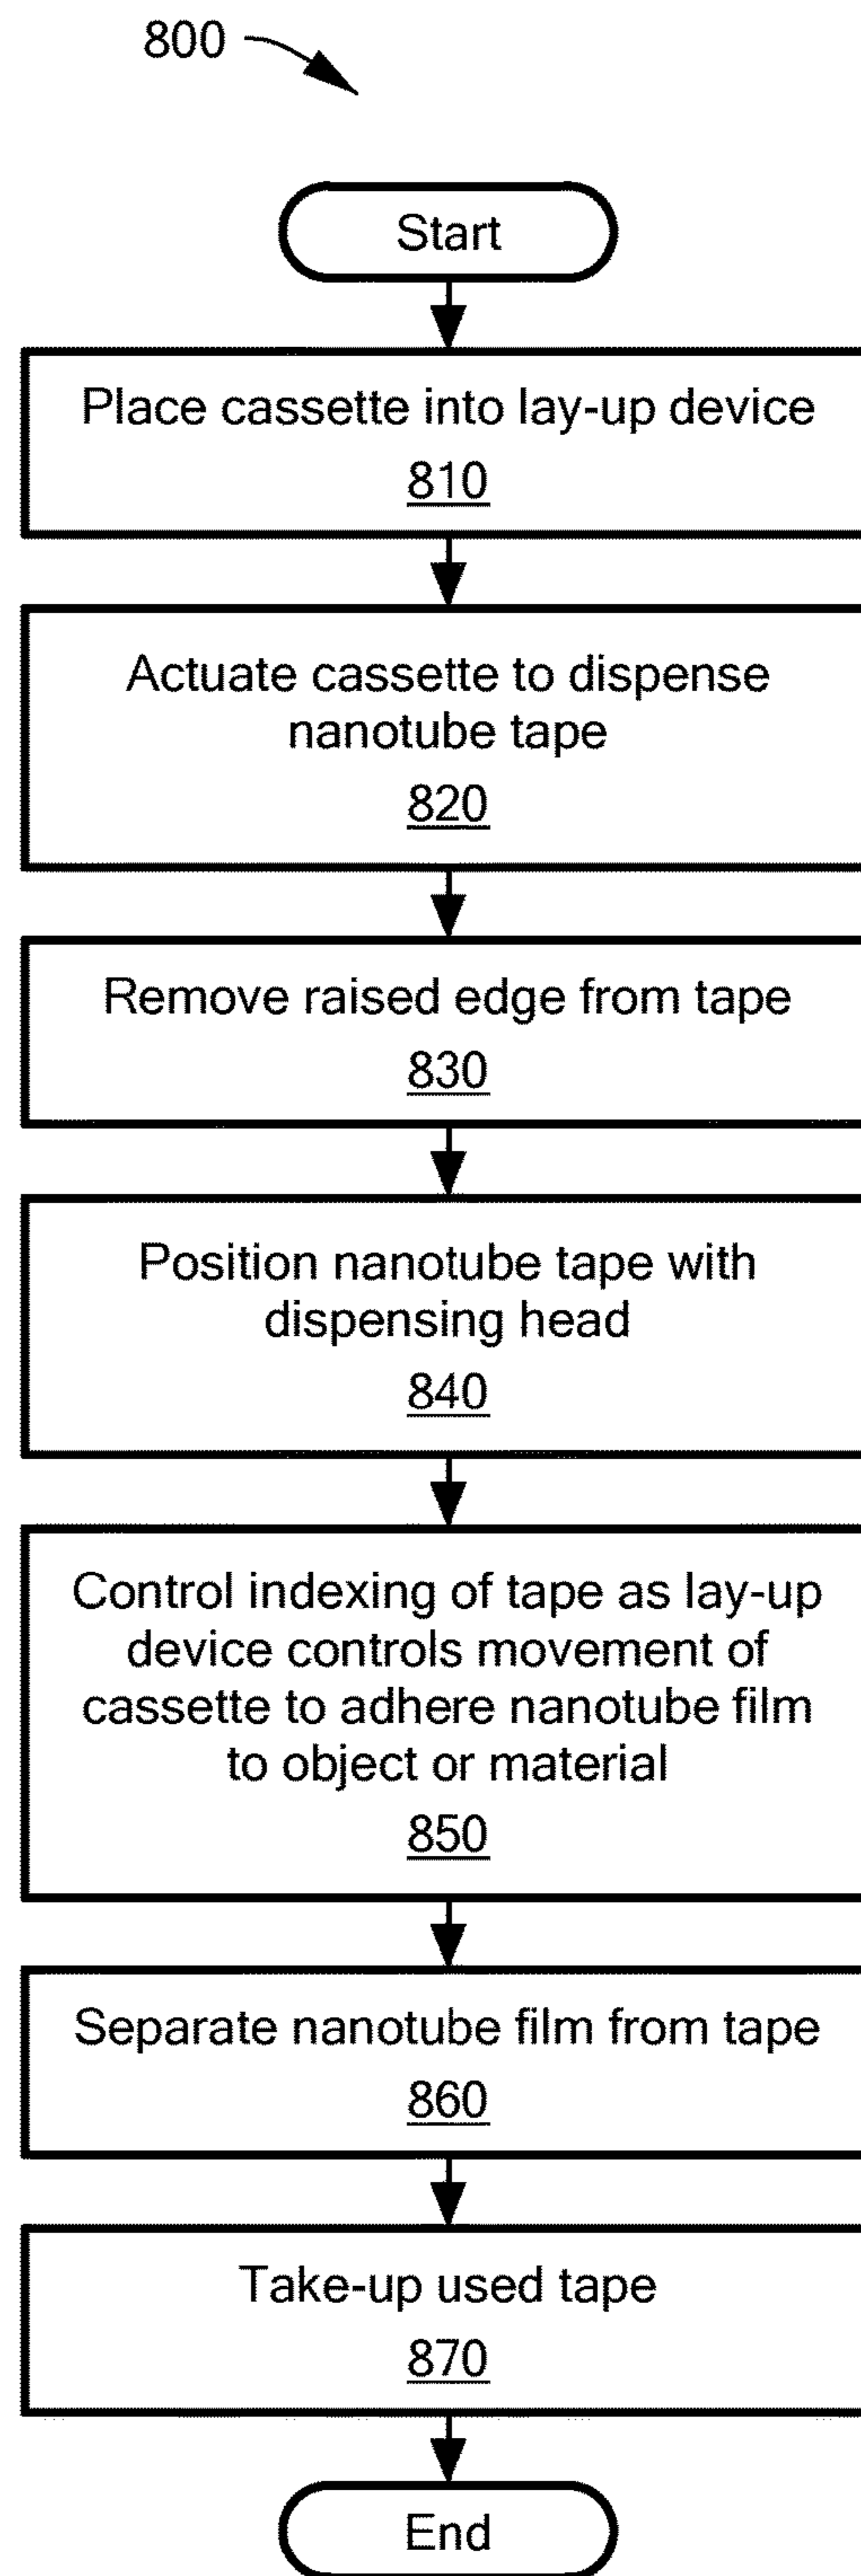 800
Start
Place cassette into lay-up device
810
Actuate cassette to dispense
nanotube tape
820
Remove raised edge from tape
830
Position nanotube tape with
dispensing head
840
Control indexing of tape as lay-up
device controls movement of
cassette to adhere nanotube film
to object or material
850
Separate nanotube film from tape
860
Take-up used tape
870
End